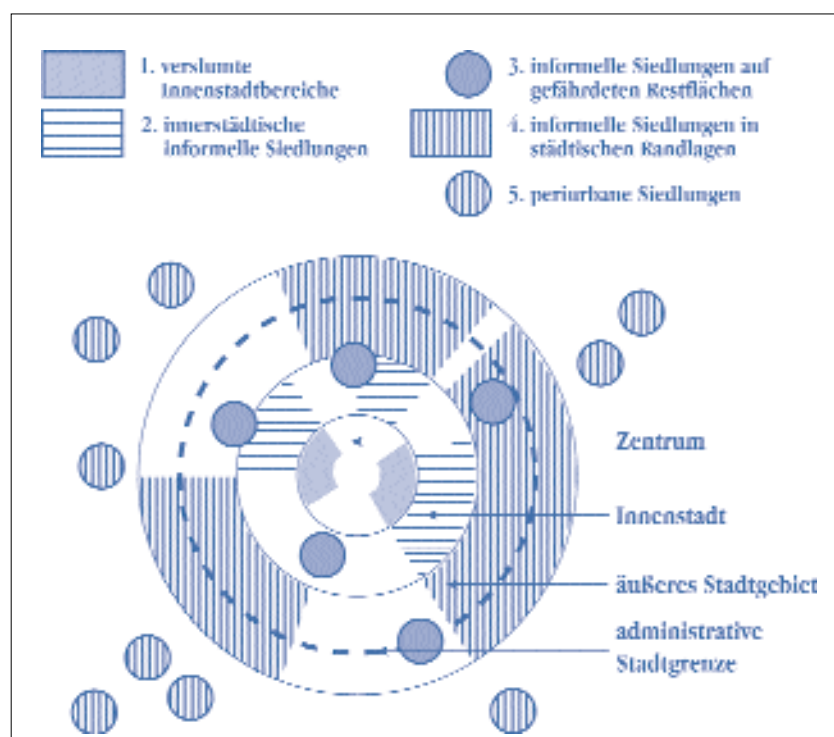 1. verslumte
Innenstadtbereiche
2. innerstädtische
informelle Siedlungen
3. informelle Siedlungen auf
gefährdeten Restflächen
4. informelle Siedlungen in
städtischen Randlagen
5. periurbane Siedlungen
Zentrum
Innenstadt
äußeres Stadtgebiet
administrative
Stadtgrenze